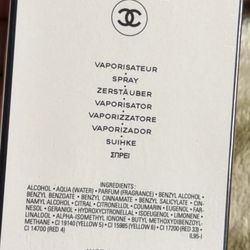 VAPORISATEUR
SPRAY
ZERSTÄUBER
VAPORISATOR
VAPORIZZATORE
VAPORIZADOR
SUIHKE
ΣΠΡΕΙ
INGREDIENTS:
ALCOHOL • AQUA (WATER) • PARFUM (FRAGRANCE) • BENZYL ALCOHOL
BENZYL BENZOATE • BENZYL CINNAMATE • BENZYL SALICYLATE • CIN-
NAMYL ALCOHOL • CITRAL • CITRONELLOL • COUMARIN • EUGENOL • FAR-
NESOL • GERANIOL • HYDROXYCITRONELLAL • ISOEUGENOL • LIMONENE
LINALOOL • ALPHA-ISOMETHYL IONONE • BUTYL METHOXYDIBENZOYL-
METHANE • CI 19140 (YELLOW 5) • CI 15985 (YELLOW 6) • CI 17200 (RED 33) •
CI 14700 (RED 4) IL95-I